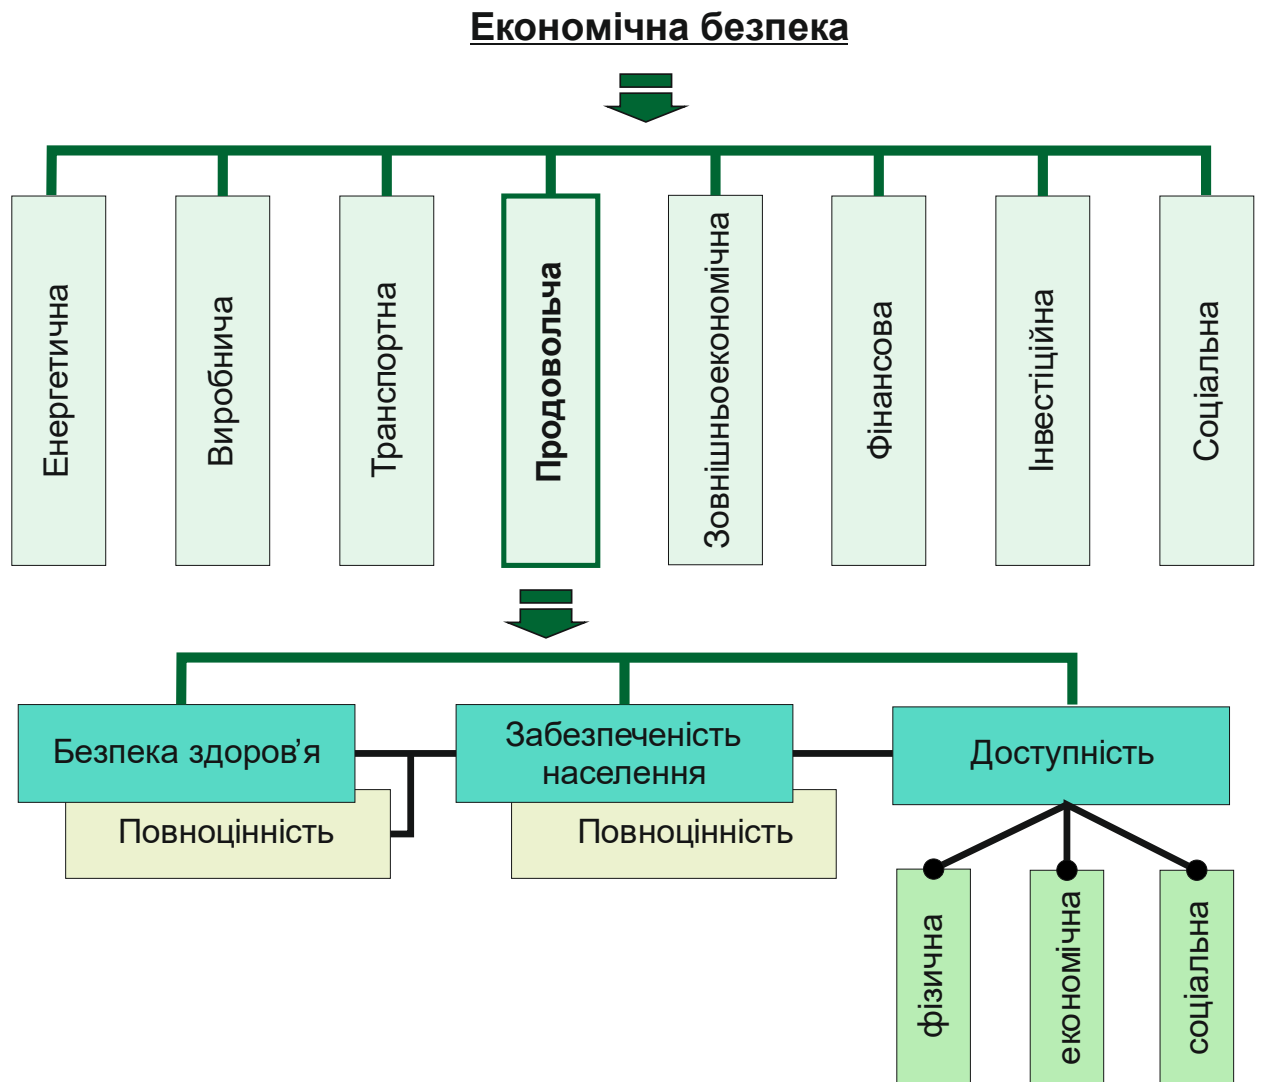 Економічна безпека
Енергетична
Виробнича
Транспортна
Продовольча
Зовнішньоекономічна
Фінансова
Інвестіційна
Соціальна
Безпека здоров’я
Забезпеченість
населення
Доступність
Повноцінність
Повноцінність
фізична
економічна
соціальна